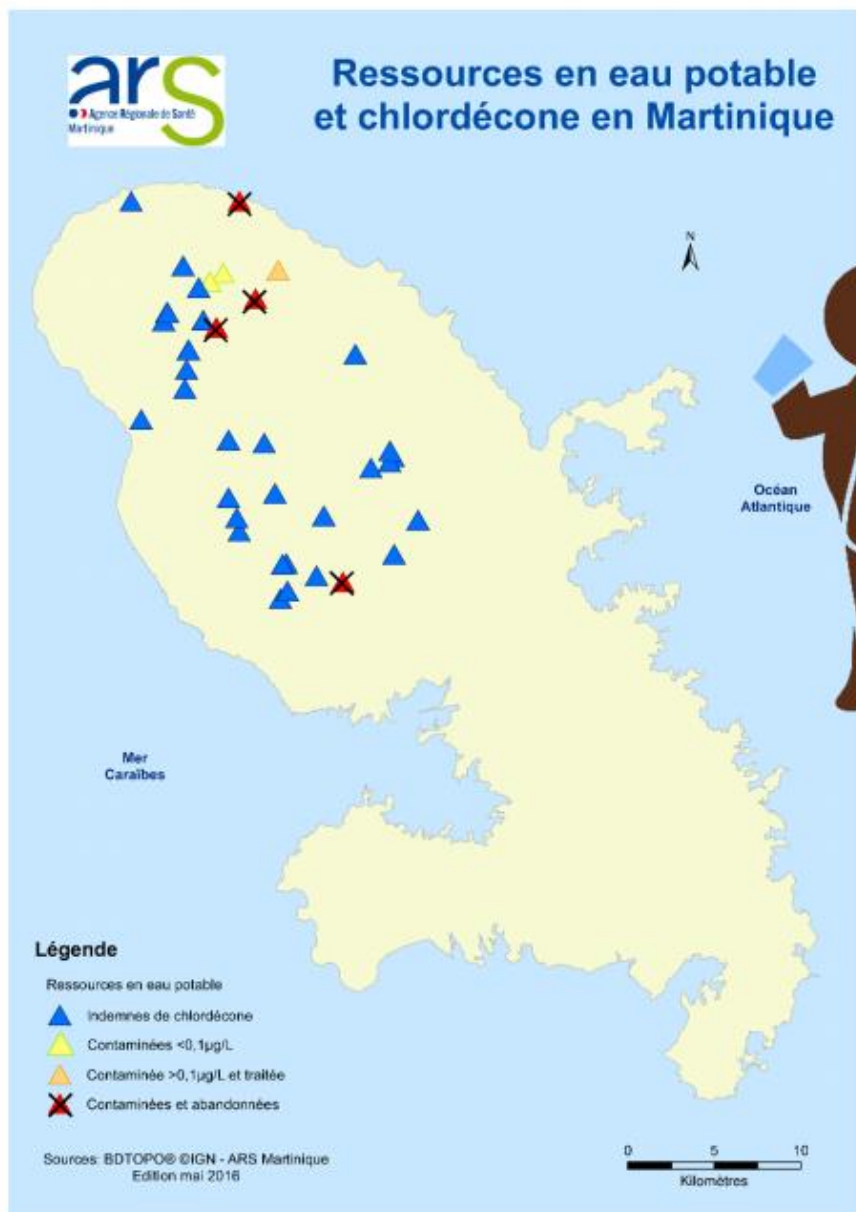 ars
Agence Régionale de Santé
Martinique
Ressources en eau potable
et chlordécone en Martinique
N
Océan
Atlantique
Mer
Caraïbes
Légende
Ressources en eau potable
Indemnes de chlordécone
Contaminées <0,1µg/L
Contaminée >0,1µg/L et traitée
Contaminées et abandonnées
Sources: BDTOPO® ©IGN - ARS Martinique
Edition mai 2016
0 5 10
Kilomètres